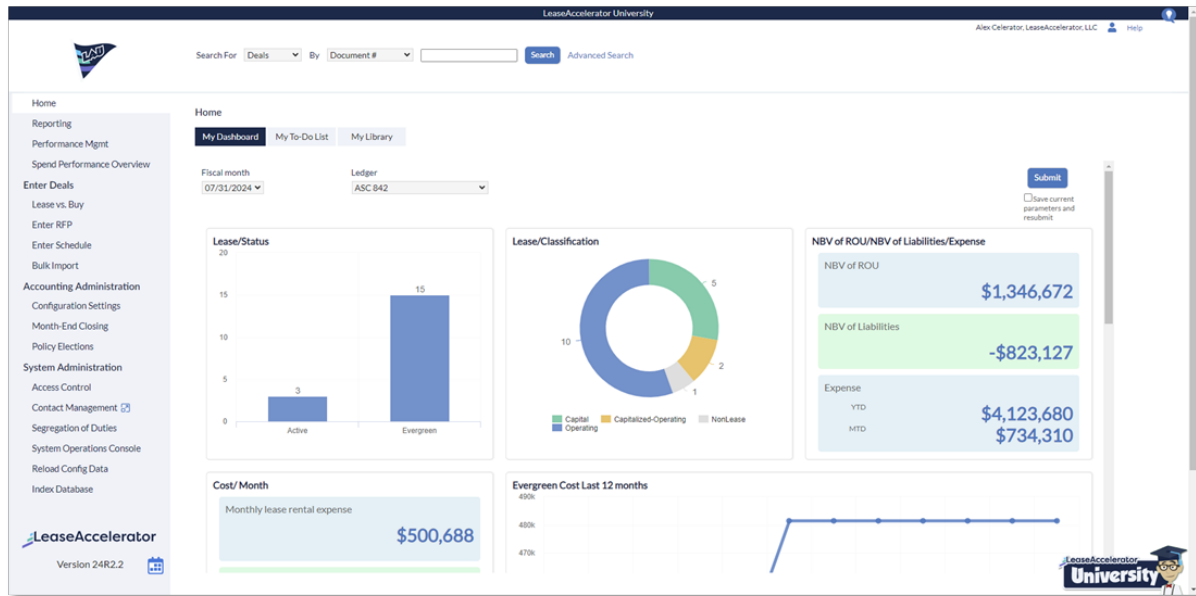 LeaseAccelerator University
Alex Celerator, LeaseAccelerator, LLC Help
LAU
Search For Deals By Document # Search Advanced Search
Home
Reporting
Performance Mgmt
Spend Performance Overview
Enter Deals
Lease vs. Buy
Enter RFP
Enter Schedule
Bulk Import
Accounting Administration
Configuration Settings
Month-End Closing
Policy Elections
System Administration
Access Control
Contact Management
Segregation of Duties
System Operations Console
Reload Config Data
Index Database
LeaseAccelerator
Version 24R2.2
Home
My Dashboard My To-Do List My Library
Fiscal month
07/31/2024
Ledger
ASC 842
Submit
Save current
parameters and
resubmit
Lease/Status
20
15
10
5
0
3
15
Active Evergreen
Lease/Classification
5
2
1
10
Capital Capitalized-Operating NonLease
Operating
NBV of ROU/NBV of Liabilities/Expense
NBV of ROU
$1,346,672
NBV of Liabilities
-$823,127
Expense
YTD $4,123,680
MTD $734,310
Cost/ Month
Monthly lease rental expense
$500,688
Evergreen Cost Last 12 months
490k
480k
470k
LeaseAccelerator
University